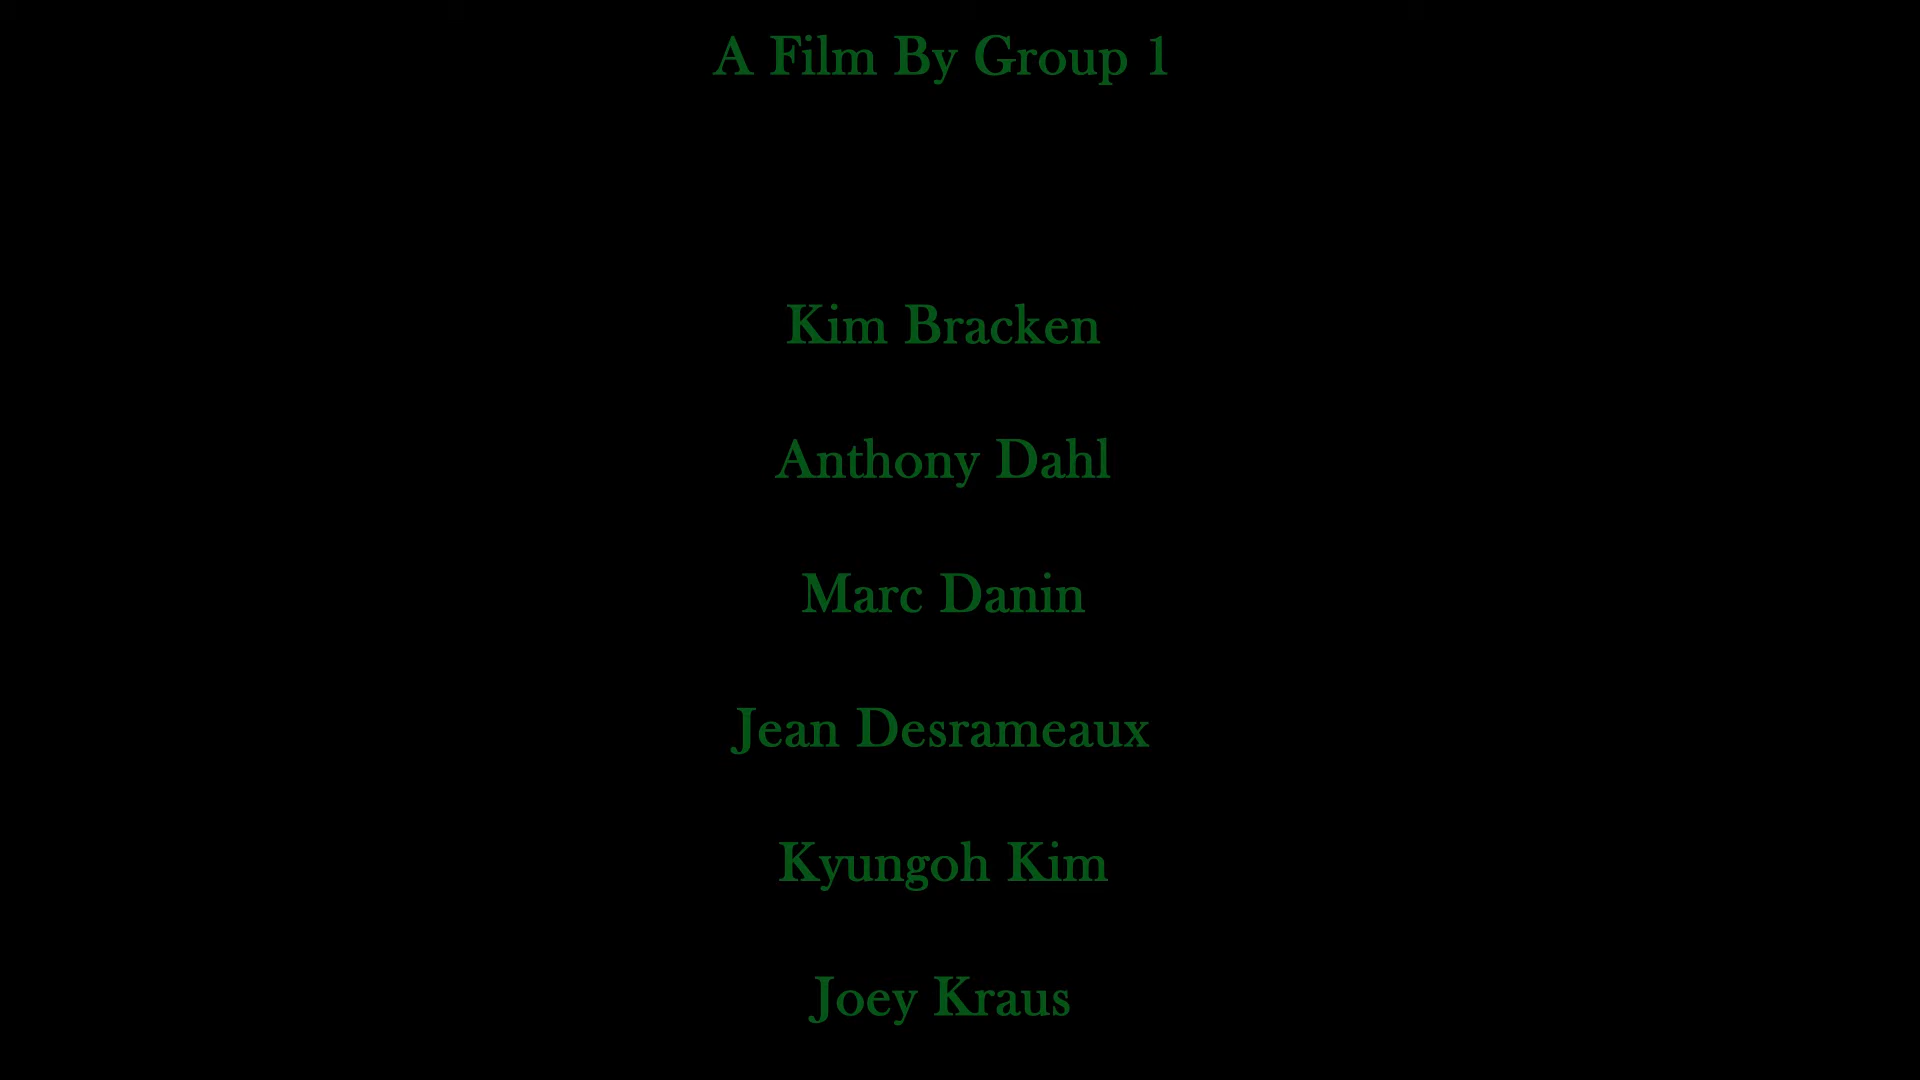 A Film By Group 1
Kim Bracken
Anthony Dahl
Marc Danin
Jean Desrameaux
Kyungoh Kim
Joey Kraus